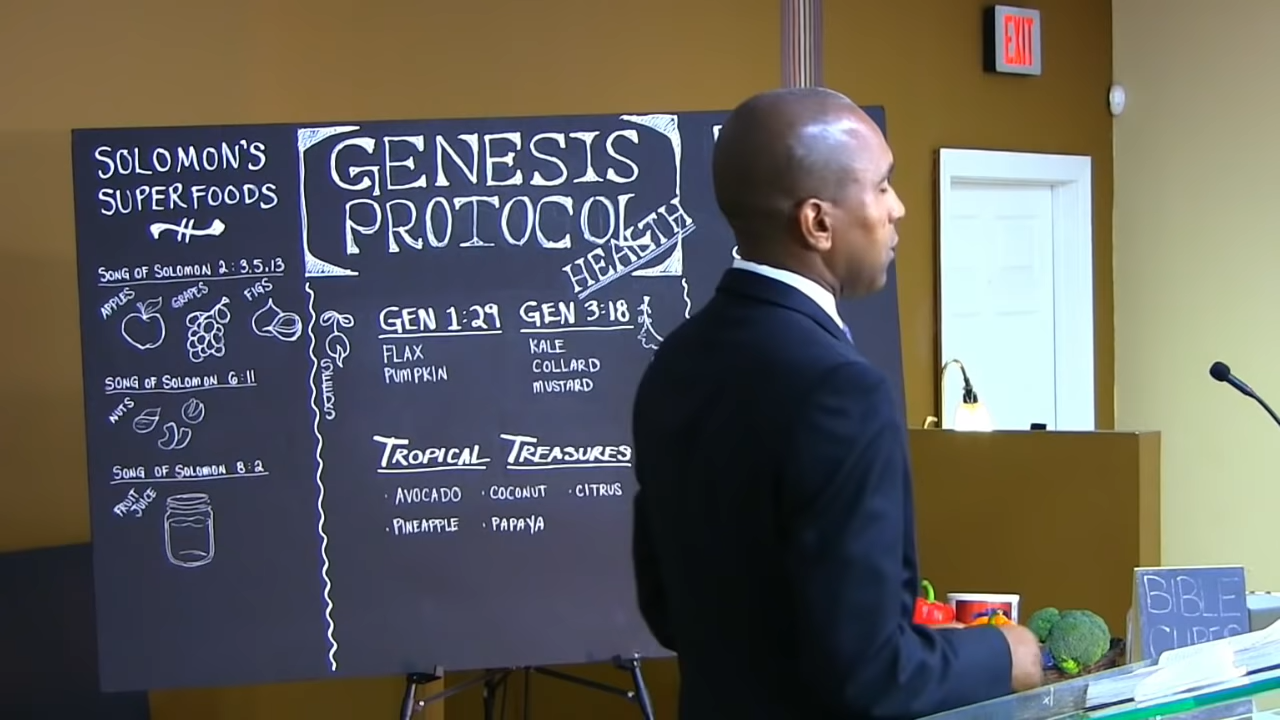 EXIT
SOLOMON'S
SUPERFOODS
SONG OF SOLOMON 2:3,5,13
APPLES
GRAPES
FIGS
SONG OF SOLOMON 6:11
NUTS
SONG OF SOLOMON 8:2
FRUIT
JUICE
GENESIS
PROTOCOL
HEALTH
GEN 1:29
FLAX
PUMPKIN
GEN 3:18
KALE
COLLARD
MUSTARD
TROPICAL TREASURES
· AVOCADO · COCONUT · CITRUS
· PINEAPPLE · PAPAYA
BIBLE
CURES